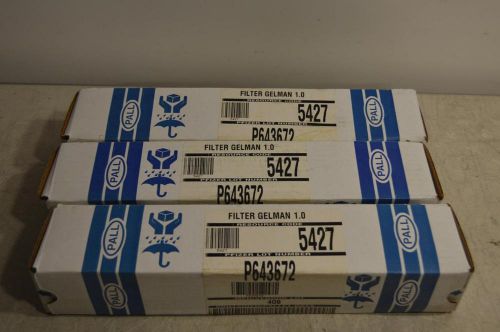 PALL
FILTER GELMAN 1.0
RESOURCE CODE
5427
PFIZER LOT NUMBER
P643672
PALL
PALL
FILTER GELMAN 1.0
RESOURCE CODE
5427
PFIZER LOT NUMBER
P643672
PALL
PALL
FILTER GELMAN 1.0
RESOURCE CODE
5427
PFIZER LOT NUMBER
P643672
409
PALL